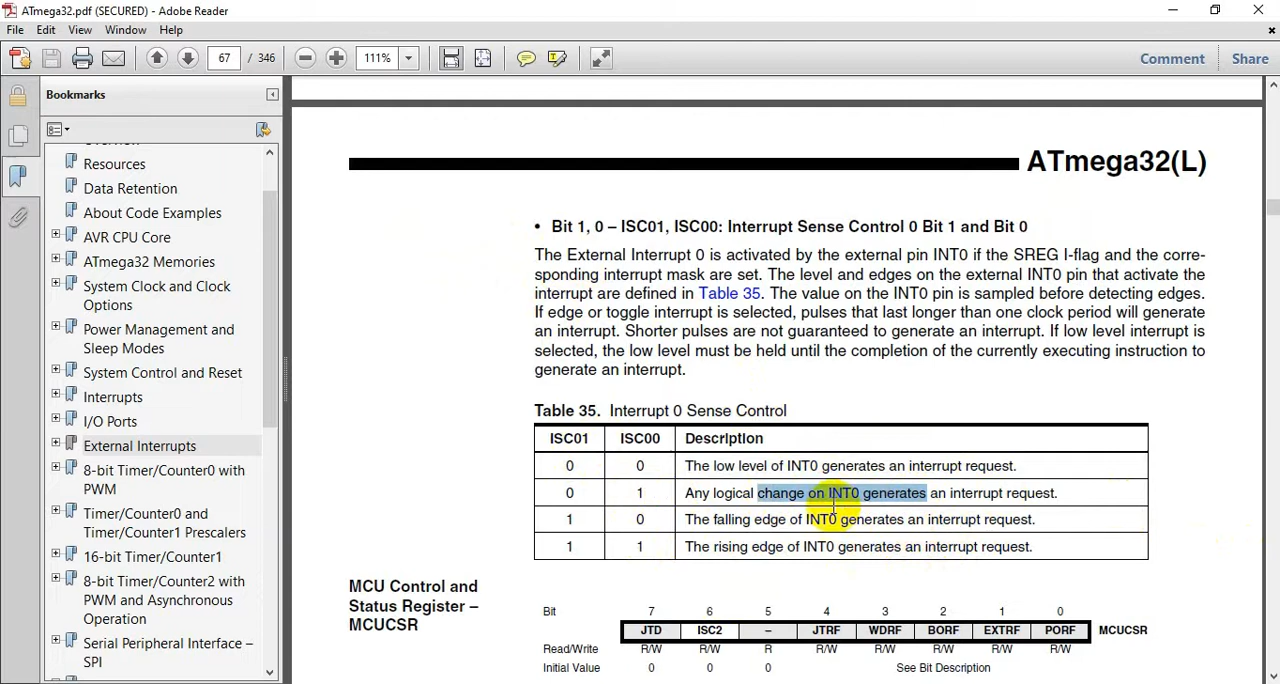 ATmega32.pdf (SECURED) - Adobe Reader
File Edit View Window Help
67 / 346 111% Comment Share
Bookmarks
Resources
Data Retention
About Code Examples
AVR CPU Core
ATmega32 Memories
System Clock and Clock
Options
Power Management and
Sleep Modes
System Control and Reset
Interrupts
I/O Ports
External Interrupts
8-bit Timer/Counter0 with
PWM
Timer/Counter0 and
Timer/Counter1 Prescalers
16-bit Timer/Counter1
8-bit Timer/Counter2 with
PWM and Asynchronous
Operation
Serial Peripheral Interface –
SPI
ATmega32(L)
• Bit 1, 0 – ISC01, ISC00: Interrupt Sense Control 0 Bit 1 and Bit 0
The External Interrupt 0 is activated by the external pin INT0 if the SREG I-flag and the corre-
sponding interrupt mask are set. The level and edges on the external INT0 pin that activate the
interrupt are defined in Table 35. The value on the INT0 pin is sampled before detecting edges.
If edge or toggle interrupt is selected, pulses that last longer than one clock period will generate
an interrupt. Shorter pulses are not guaranteed to generate an interrupt. If low level interrupt is
selected, the low level must be held until the completion of the currently executing instruction to
generate an interrupt.
Table 35. Interrupt 0 Sense Control
ISC01 ISC00 Description
0 0 The low level of INT0 generates an interrupt request.
0 1 Any logical change on INT0 generates an interrupt request.
1 0 The falling edge of INT0 generates an interrupt request.
1 1 The rising edge of INT0 generates an interrupt request.
MCU Control and
Status Register –
MCUCSR
Bit 7 6 5 4 3 2 1 0
JTD ISC2 – JTRF WDRF BORF EXTRF PORF MCUCSR
Read/Write R/W R/W R R/W R/W R/W R/W R/W
Initial Value 0 0 0 See Bit Description